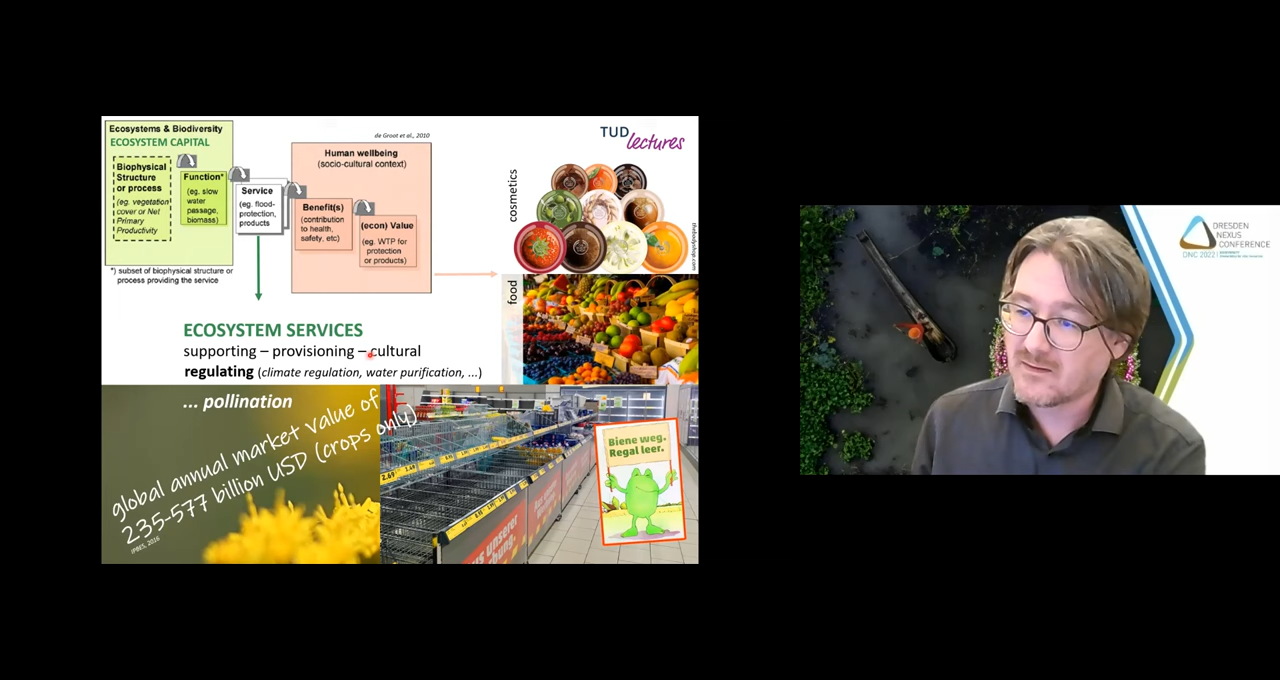 Ecosystems & Biodiversity
ECOSYSTEM CAPITAL
Biophysical
Structure
or process
(eg. vegetation
cover or Net
Primary
Productivity)
Function*
(eg. slow
water
passage,
biomass)
Service
(eg. flood-
protection,
products
*) subset of biophysical structure or
process providing the service
de Groot et al., 2010
Human wellbeing
(socio-cultural context)
Benefit(s)
(contribution
to health,
safety, etc)
(econ) Value
(eg. WTP for
protection
or products)
TUD
lectures
cosmetics
thebodyshop.com
food
ECOSYSTEM SERVICES
supporting – provisioning – cultural
regulating (climate regulation, water purification, ...)
... pollination
global annual market value of
235-577 billion USD (crops only)
IPBES, 2016
2.69
Biene weg.
Regal leer.
DRESDEN
NEXUS
CONFERENCE
DNC 2022